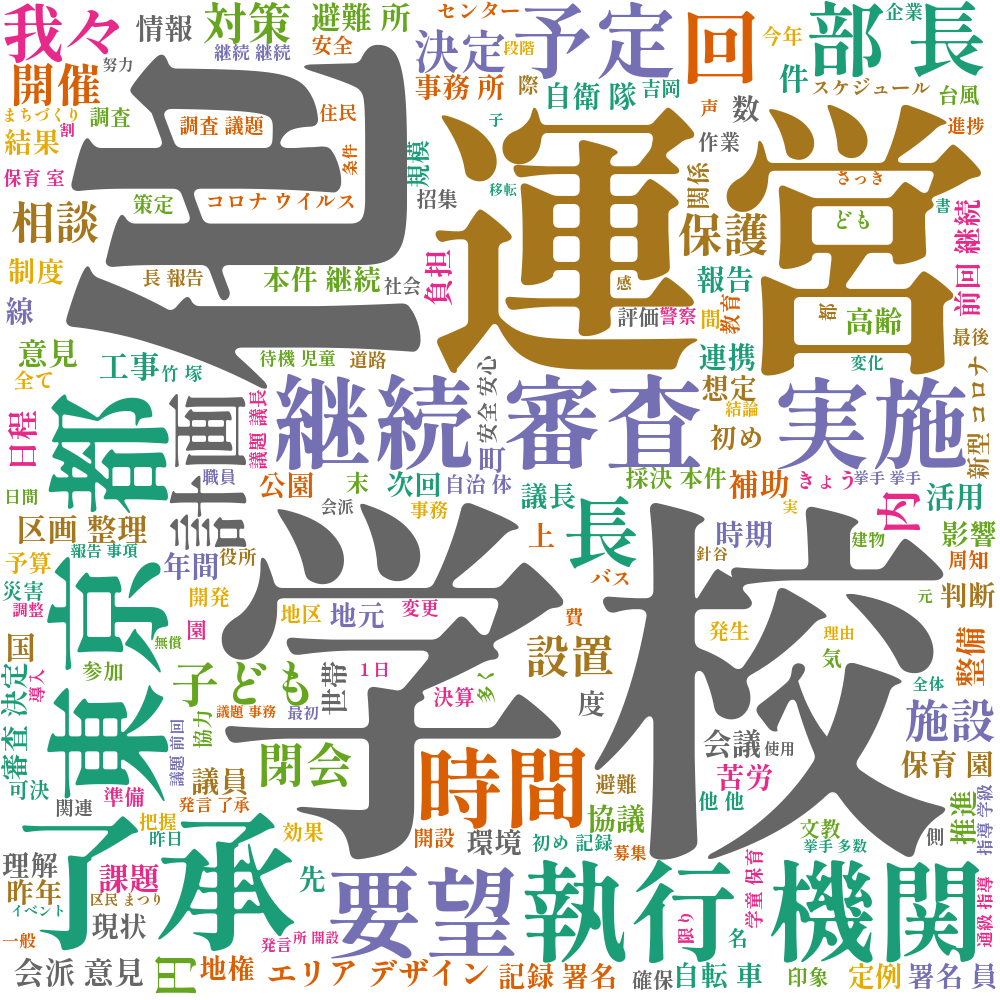 我々
情報
対策
避難 所
センター
予定
回
部 長
企業
今年
決定
段階
継続 継続
安全
努力
開催
他
事務 所
際
自衛 隊
吉岡
件
スケジュール
台風
まちづくり
調査
調査 議題
住民
声
数
進捗
結果
割
子
運営
作業
保育 室
条件
規模
関係
さっき
策定
コロナ ウイルス
招集
移転
書
相談
保護
ども
前回 継続
制度
長 報告
本件 継続
社会
負担
感
報告
線
評価
警察
間
教育
都
高齢
最後
意見
工事
竹 塚
待機 児童
道路
連携
変化
全て
継続
審査
実施
安全 安心
想定
結論
新型 コロナ
日程
東京 都
計画
議題 議長
町
初め
職員
公園
末
次回
自治 体
採決 本件
補助
きょう
挙手 挙手
日間
議長
内
活用
会派
事務
実
区画 整理
学校
長
上
時期
影響
予算
報告 事項
年間
役所
針谷
建物
周知
災害
開発
バス
判断
調整
地区
地元
変更
費
元
国
無償
園
発生
理由
気
整備
参加
設置
子 ども
世帯
1日
審査 決定
導入
議題 事務
最初
決算
多く
度
全体
施設
協力
議題 前回
会議
使用
可決
議員
閉会
時間
保育 園
関連
準備
発言 了承
避難
他 他
苦労
了承
把握
昨日
効果
開設
環境
初め 記録
協議
募集
文教
挙手 多数
側
推進
指導 学級
理解
昨年
課題
先
要望
執行
機関
イベント
区民 まつり
現状
学童 保育
限り
名
通級 指導
一般
発言
所 開設
会派 意見
円
地権
エリア デザイン
記録 署名
確保
自転 車
印象
定例
署名 員